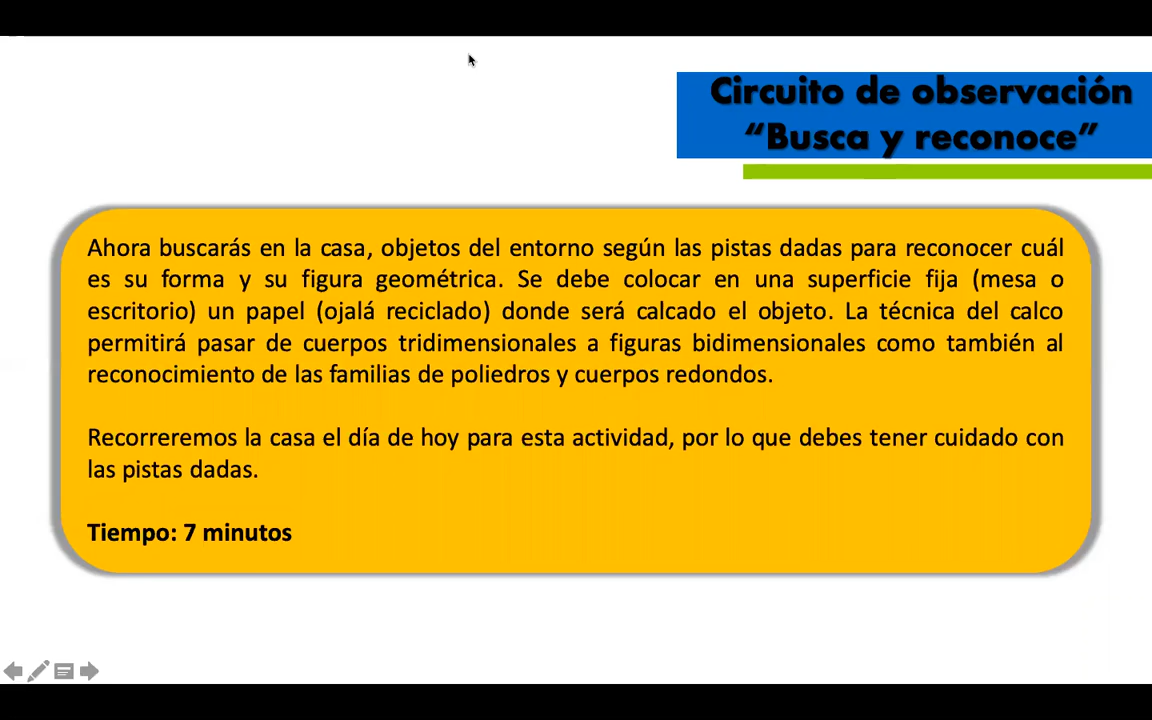 Circuito de observación
“Busca y reconoce”
Ahora buscarás en la casa, objetos del entorno según las pistas dadas para reconocer cuál
es su forma y su figura geométrica. Se debe colocar en una superficie fija (mesa o
escritorio) un papel (ojalá reciclado) donde será calcado el objeto. La técnica del calco
permitirá pasar de cuerpos tridimensionales a figuras bidimensionales como también al
reconocimiento de las familias de poliedros y cuerpos redondos.
Recorreremos la casa el día de hoy para esta actividad, por lo que debes tener cuidado con
las pistas dadas.
Tiempo: 7 minutos